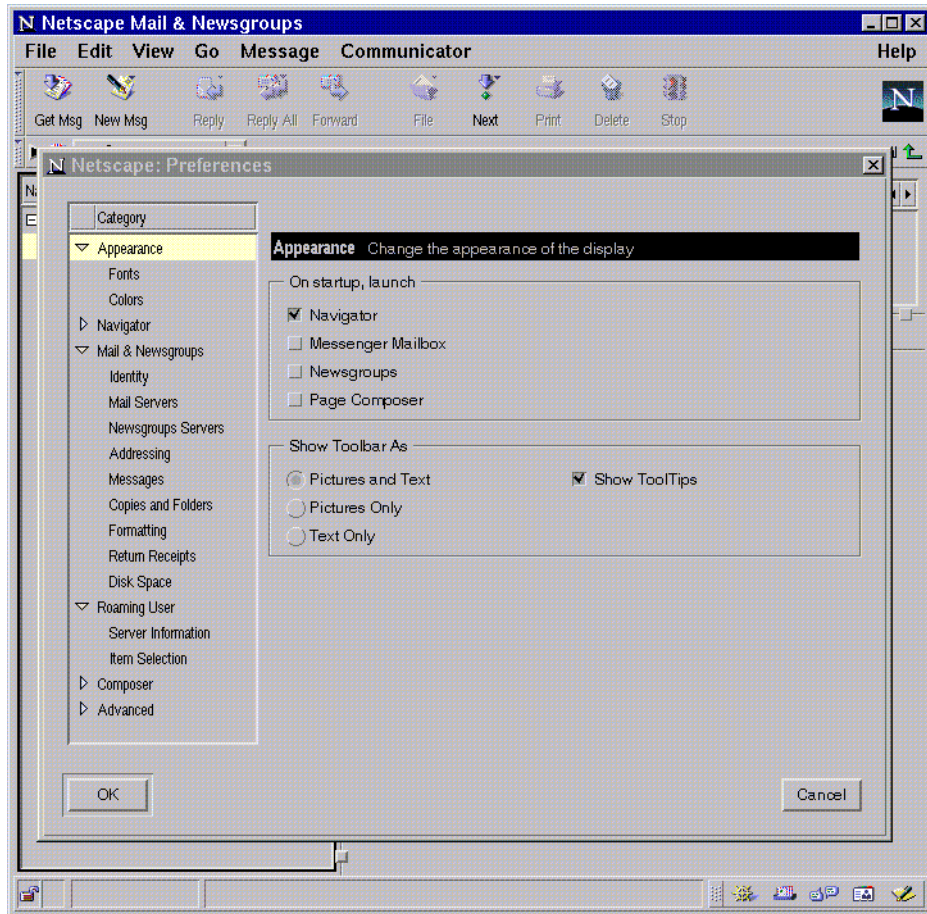 N Netscape Mail & Newsgroups
File Edit View Go Message Communicator Help
Get Msg New Msg Reply Reply All Forward File Next Print Delete Stop
N
N Netscape: Preferences
Category
Appearance
Fonts
Colors
Navigator
Mail & Newsgroups
Identity
Mail Servers
Newsgroups Servers
Addressing
Messages
Copies and Folders
Formatting
Return Receipts
Disk Space
Roaming User
Server Information
Item Selection
Composer
Advanced
Appearance Change the appearance of the display
On startup, launch
Navigator
Messenger Mailbox
Newsgroups
Page Composer
Show Toolbar As
Pictures and Text Show ToolTips
Pictures Only
Text Only
OK Cancel